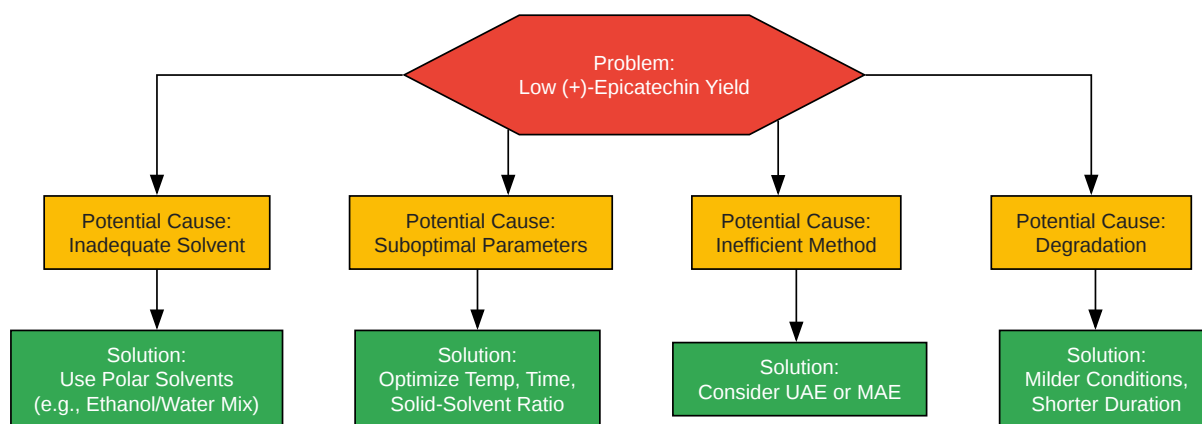 Problem:
Low (+)-Epicatechin Yield
Potential Cause:
Inadequate Solvent
Potential Cause:
Suboptimal Parameters
Potential Cause:
Inefficient Method
Potential Cause:
Degradation
Solution:
Use Polar Solvents
(e.g., Ethanol/Water Mix)
Solution:
Optimize Temp, Time,
Solid-Solvent Ratio
Solution:
Consider UAE or MAE
Solution:
Milder Conditions,
Shorter Duration